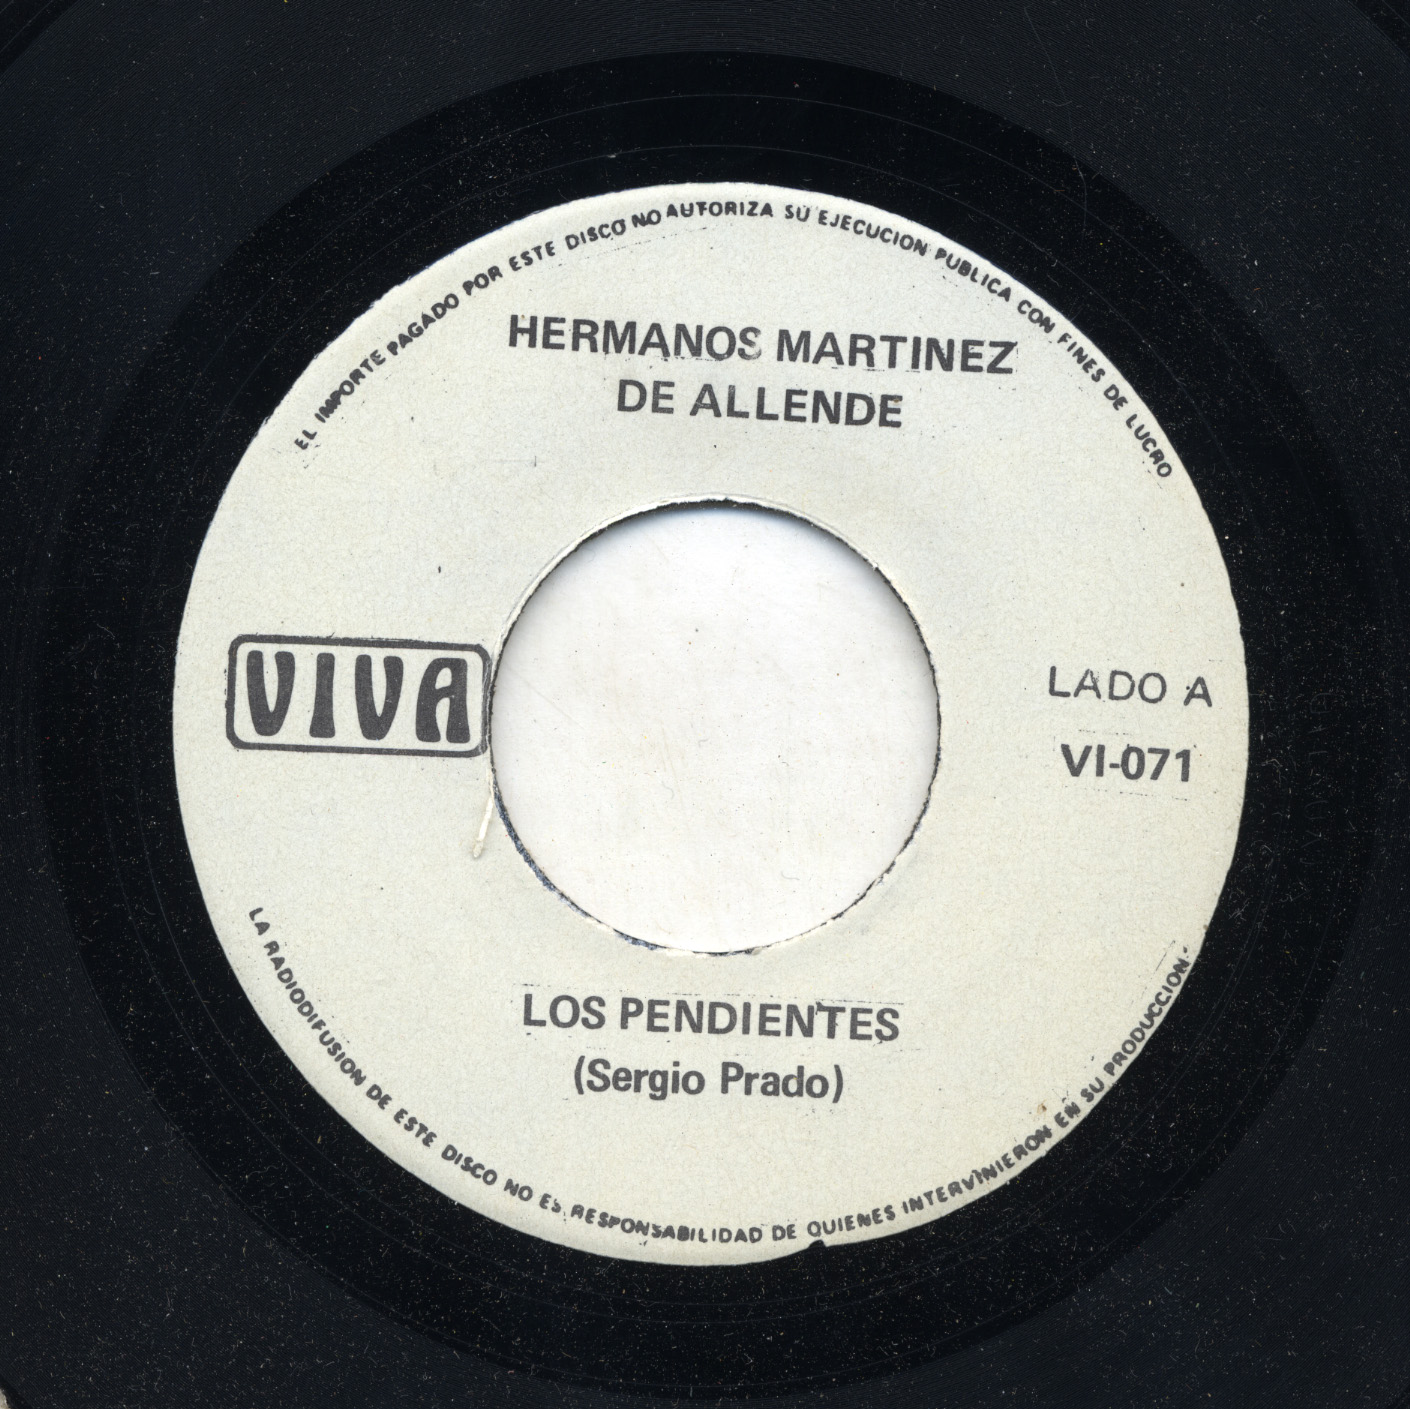 EL IMPORTE PAGADO POR ESTE DISCO NO AUTORIZA SU EJECUCION PUBLICA CON FINES DE LUCRO
HERMANOS MARTINEZ
DE ALLENDE
VIVA
LADO A
VI-071
LOS PENDIENTES
(Sergio Prado)
LA RADIODIFUSION DE ESTE DISCO NO ES RESPONSABILIDAD DE QUIENES INTERVINIERON EN SU PRODUCCION.